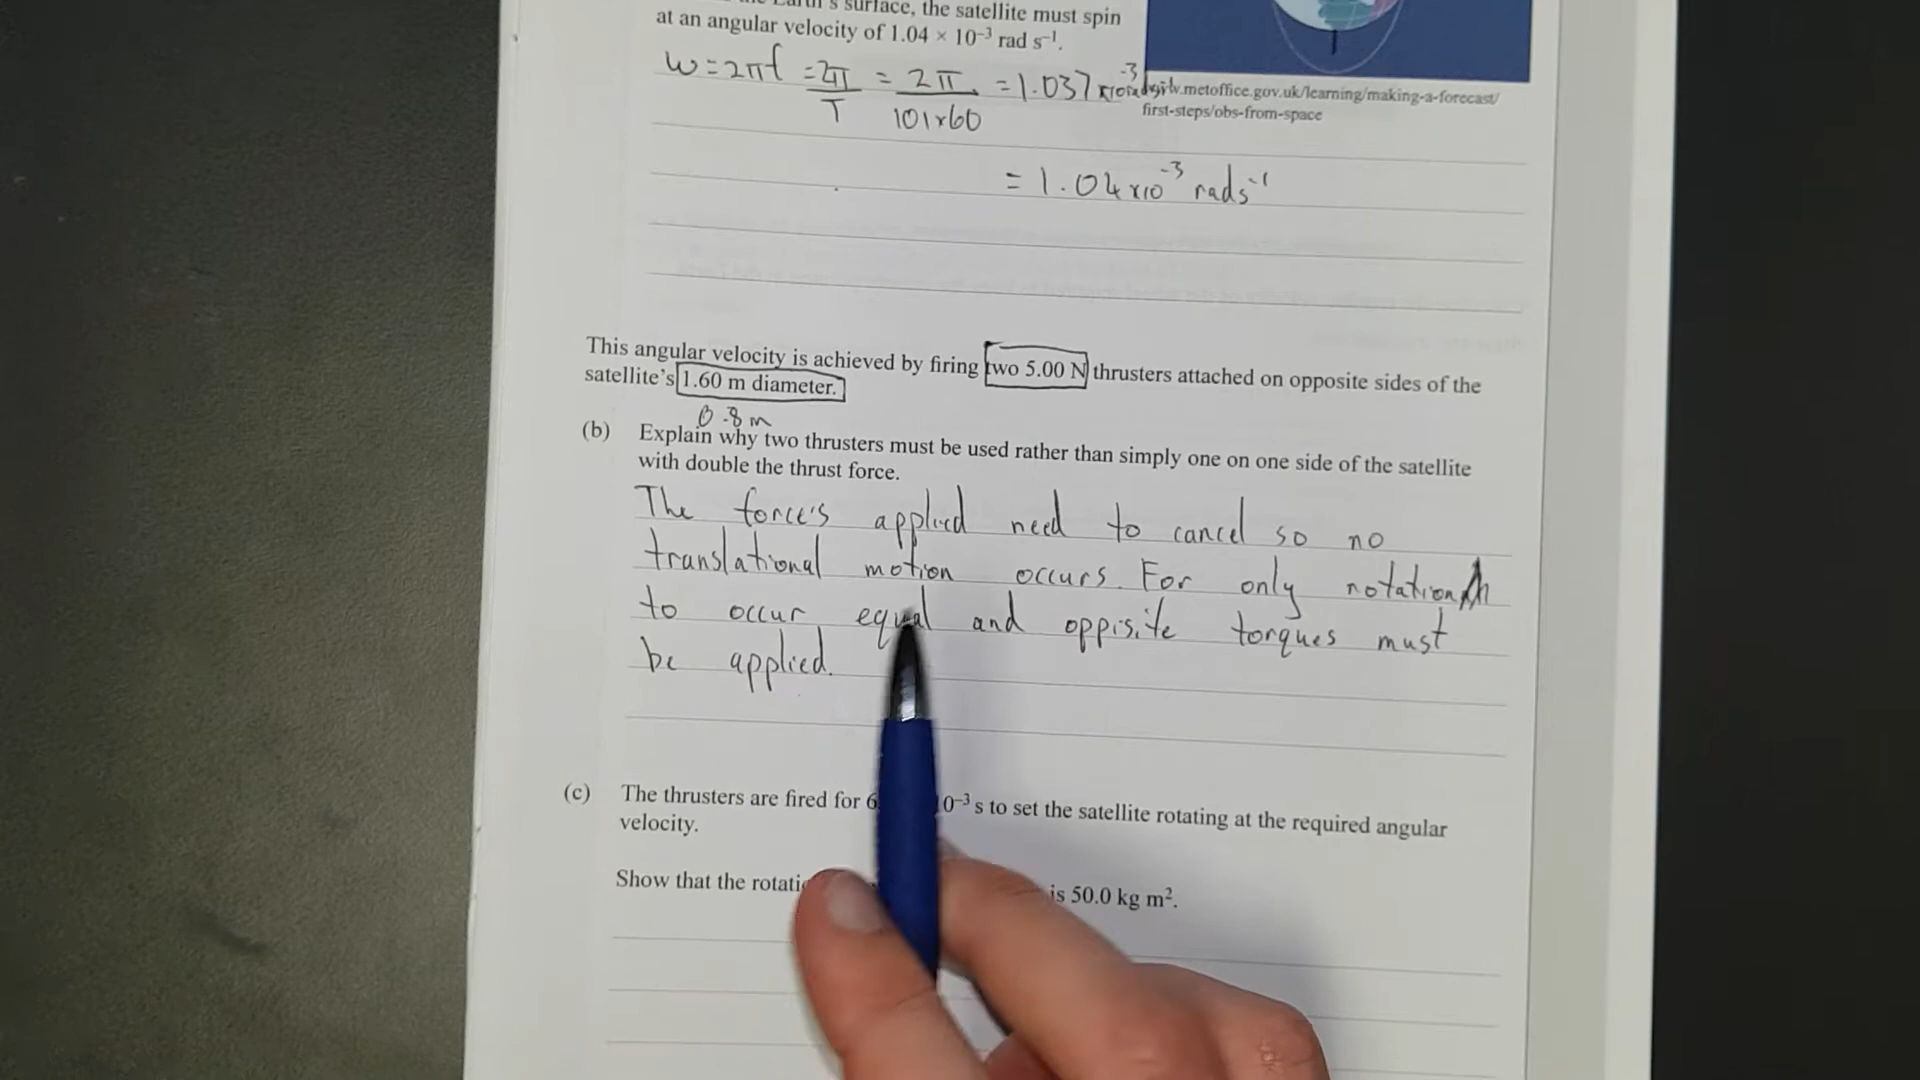 Earth's surface, the satellite must spin
at an angular velocity of 1.04 × 10⁻³ rad s⁻¹.
ω = 2πf = 2π/T = 2π/101×60 = 1.037 ×10⁻³
metoffice.gov.uk/learning/making-a-forecast/
first-steps/obs-from-space
= 1.04 ×10⁻³ rads⁻¹
This angular velocity is achieved by firing two 5.00 N thrusters attached on opposite sides of the
satellite's 1.60 m diameter.
0.8 m
(b) Explain why two thrusters must be used rather than simply one on one side of the satellite
with double the thrust force.
The force's applied need to cancel so no
translational motion occurs. For only
to occur equal and oppisite torques must
be applied.
(c) The thrusters are fired for 6 0⁻³ s to set the satellite rotating at the required angular
velocity.
Show that the is 50.0 kg m².